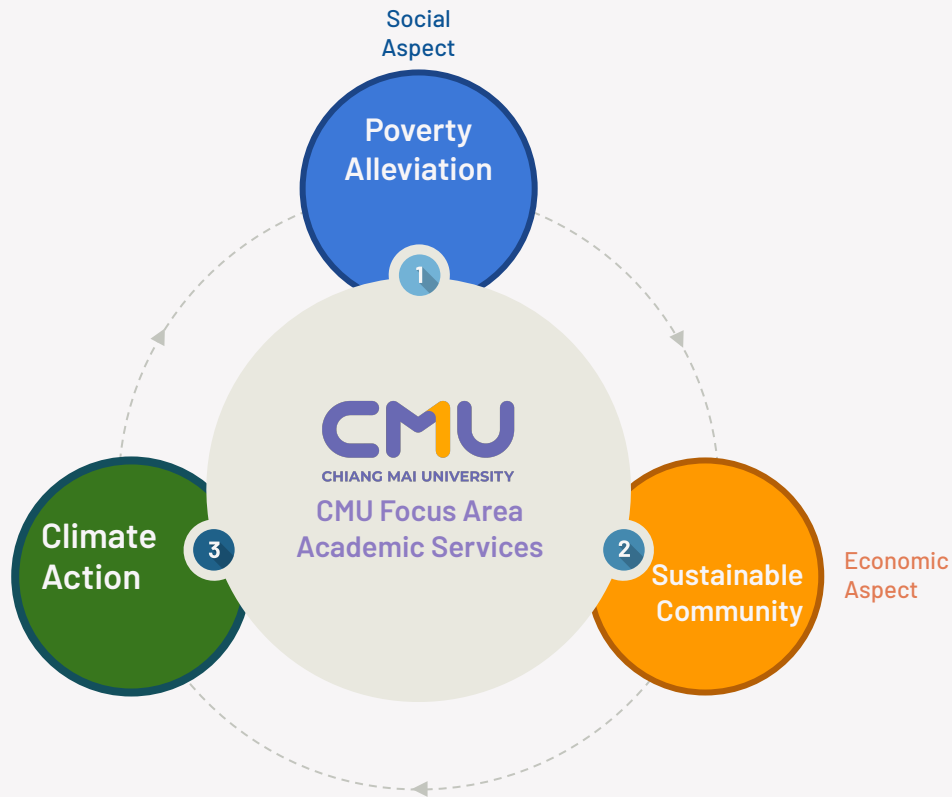 Social
Aspect
Poverty
Alleviation
1
CMU
CHIANG MAI UNIVERSITY
CMU Focus Area
Academic Services
Climate
Action
3
2
Sustainable
Community
Economic
Aspect